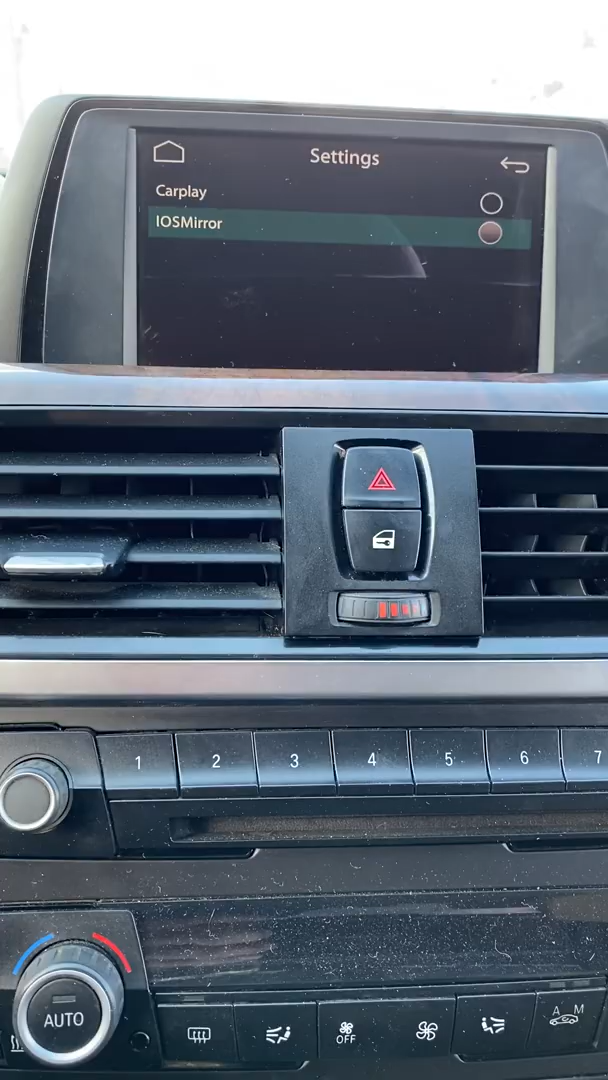 Settings
Carplay
IOSMirror
1 2 3 4 5 6 7
AUTO
OFF
A M